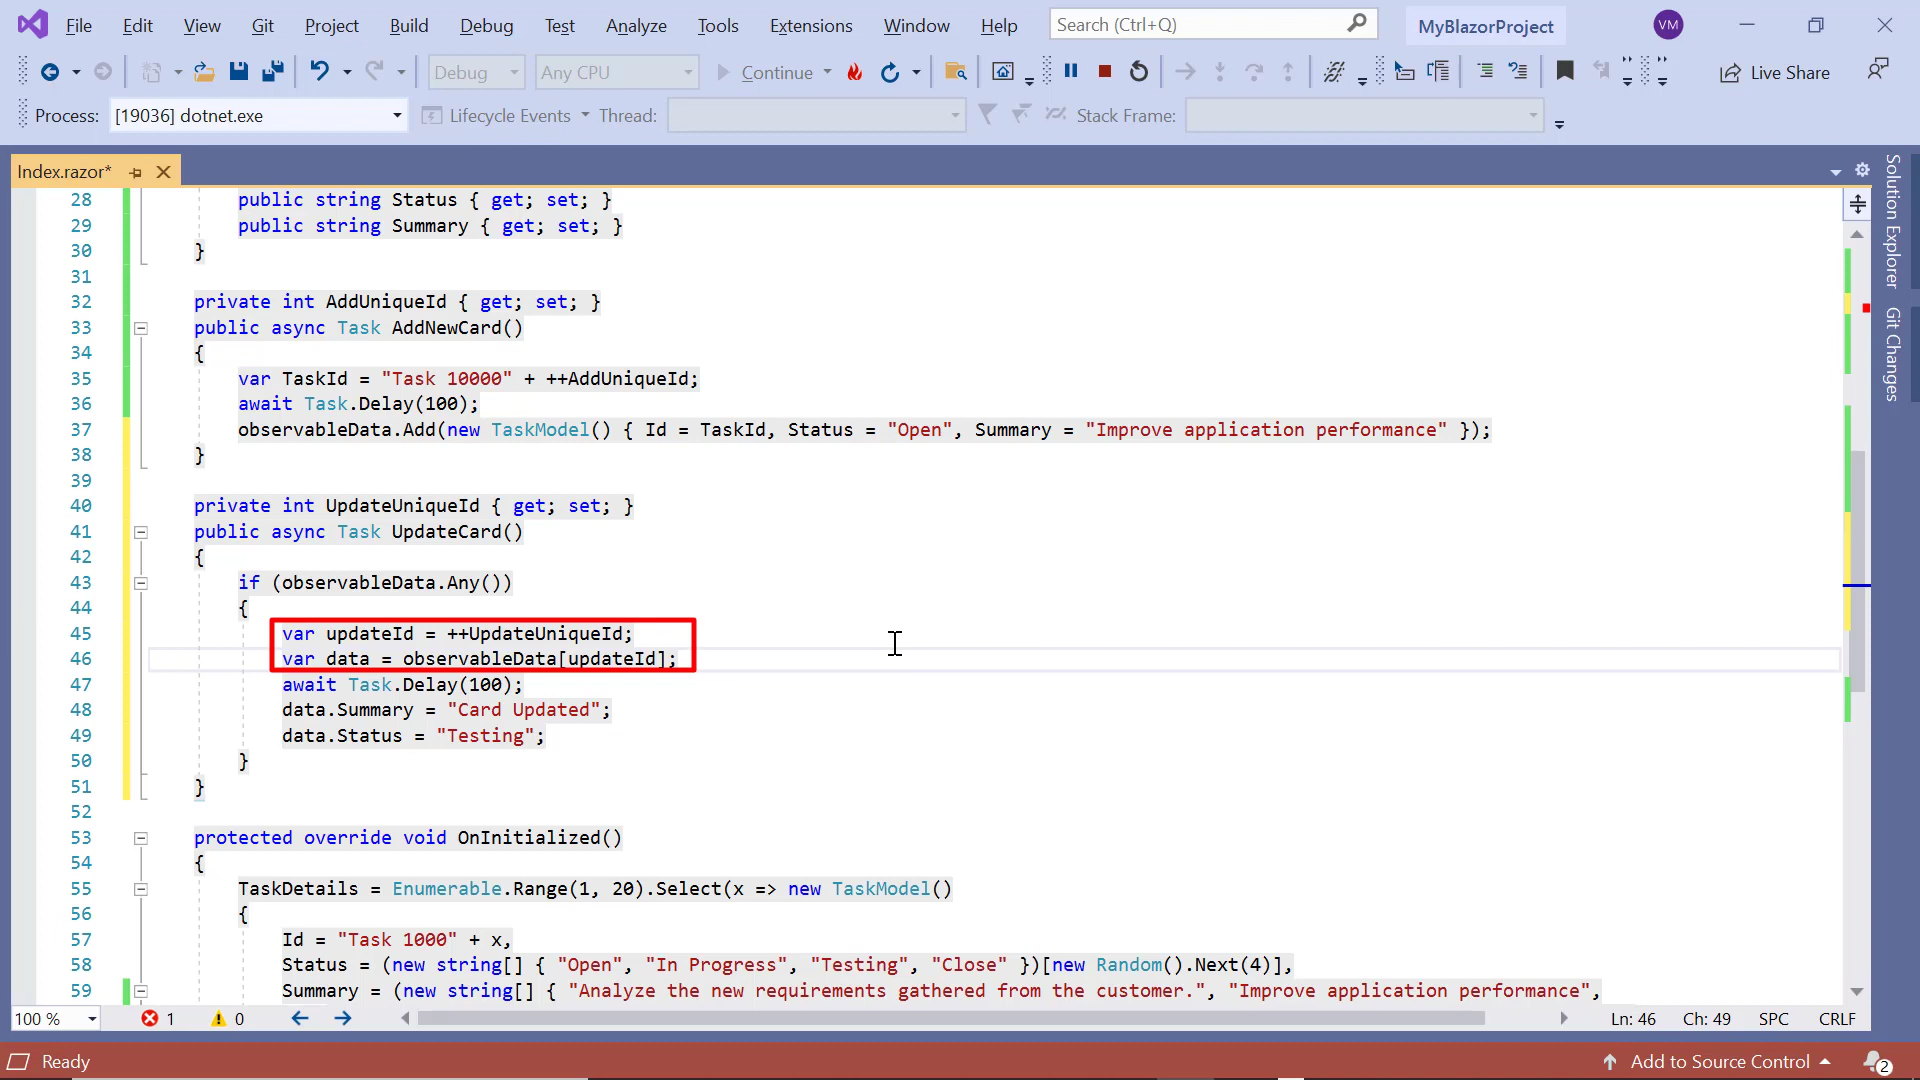 File Edit View Git Project Build Debug Test Analyze Tools Extensions Window Help Search (Ctrl+Q) MyBlazorProject VM
Debug Any CPU Continue Live Share
Process: [19036] dotnet.exe Lifecycle Events Thread: Stack Frame:
Index.razor*
28 public string Status { get; set; }
29 public string Summary { get; set; }
30 }
31
32 private int AddUniqueId { get; set; }
33 public async Task AddNewCard()
34 {
35 var TaskId = "Task 10000" + ++AddUniqueId;
36 await Task.Delay(100);
37 observableData.Add(new TaskModel() { Id = TaskId, Status = "Open", Summary = "Improve application performance" });
38 }
39
40 private int UpdateUniqueId { get; set; }
41 public async Task UpdateCard()
42 {
43 if (observableData.Any())
44 {
45 var updateId = ++UpdateUniqueId;
46 var data = observableData[updateId];
47 await Task.Delay(100);
48 data.Summary = "Card Updated";
49 data.Status = "Testing";
50 }
51 }
52
53 protected override void OnInitialized()
54 {
55 TaskDetails = Enumerable.Range(1, 20).Select(x => new TaskModel()
56 {
57 Id = "Task 1000" + x,
58 Status = (new string[] { "Open", "In Progress", "Testing", "Close" })[new Random().Next(4)],
59 Summary = (new string[] { "Analyze the new requirements gathered from the customer.", "Improve application performance",
Solution Explorer
Git Changes
100 % 1 0 Ln: 46 Ch: 49 SPC CRLF
Ready Add to Source Control 2